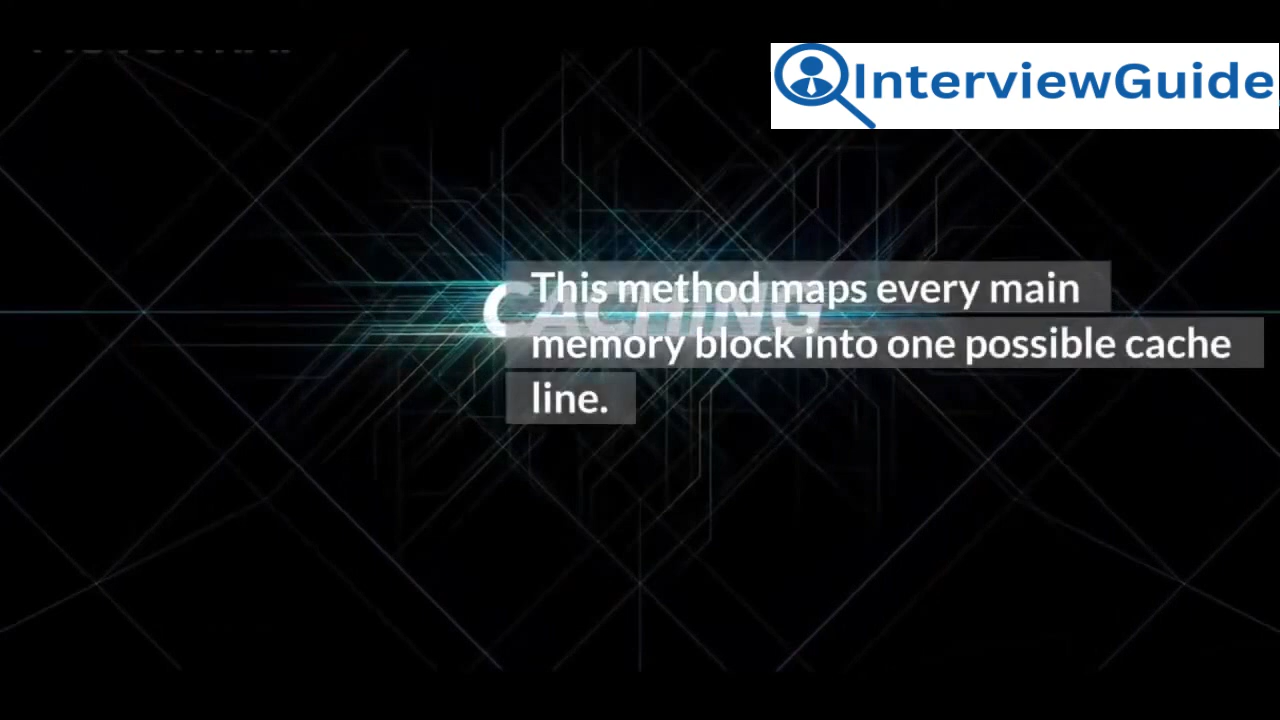 InterviewGuide
CACHING
This method maps every main
memory block into one possible cache
line.